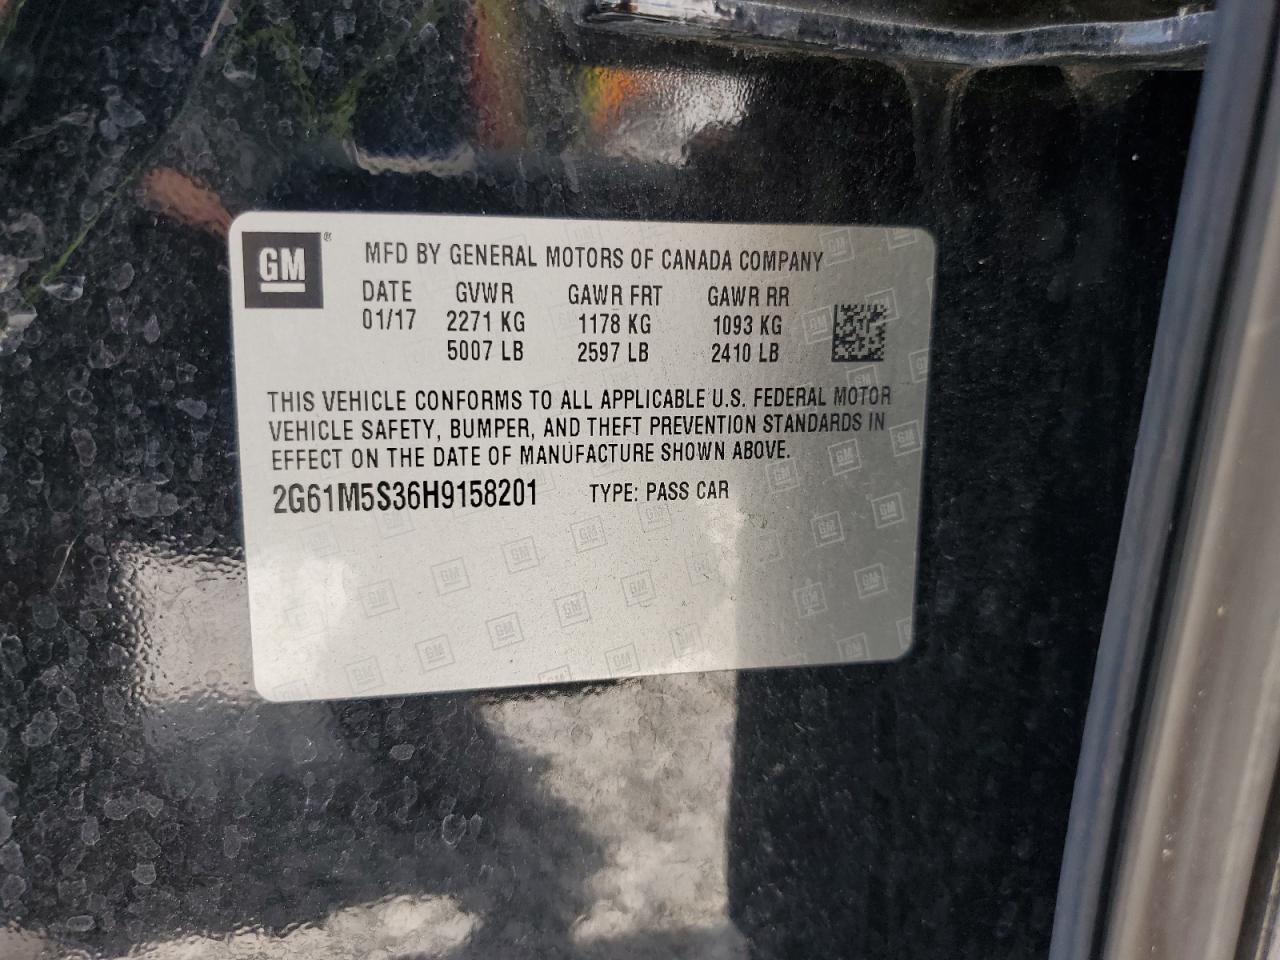 GM ® MFD BY GENERAL MOTORS OF CANADA COMPANY
DATE GVWR GAWR FRT GAWR RR
01/17 2271 KG 1178 KG 1093 KG
5007 LB 2597 LB 2410 LB
THIS VEHICLE CONFORMS TO ALL APPLICABLE U.S. FEDERAL MOTOR
VEHICLE SAFETY, BUMPER, AND THEFT PREVENTION STANDARDS IN
EFFECT ON THE DATE OF MANUFACTURE SHOWN ABOVE.
2G61M5S36H9158201 TYPE: PASS CAR